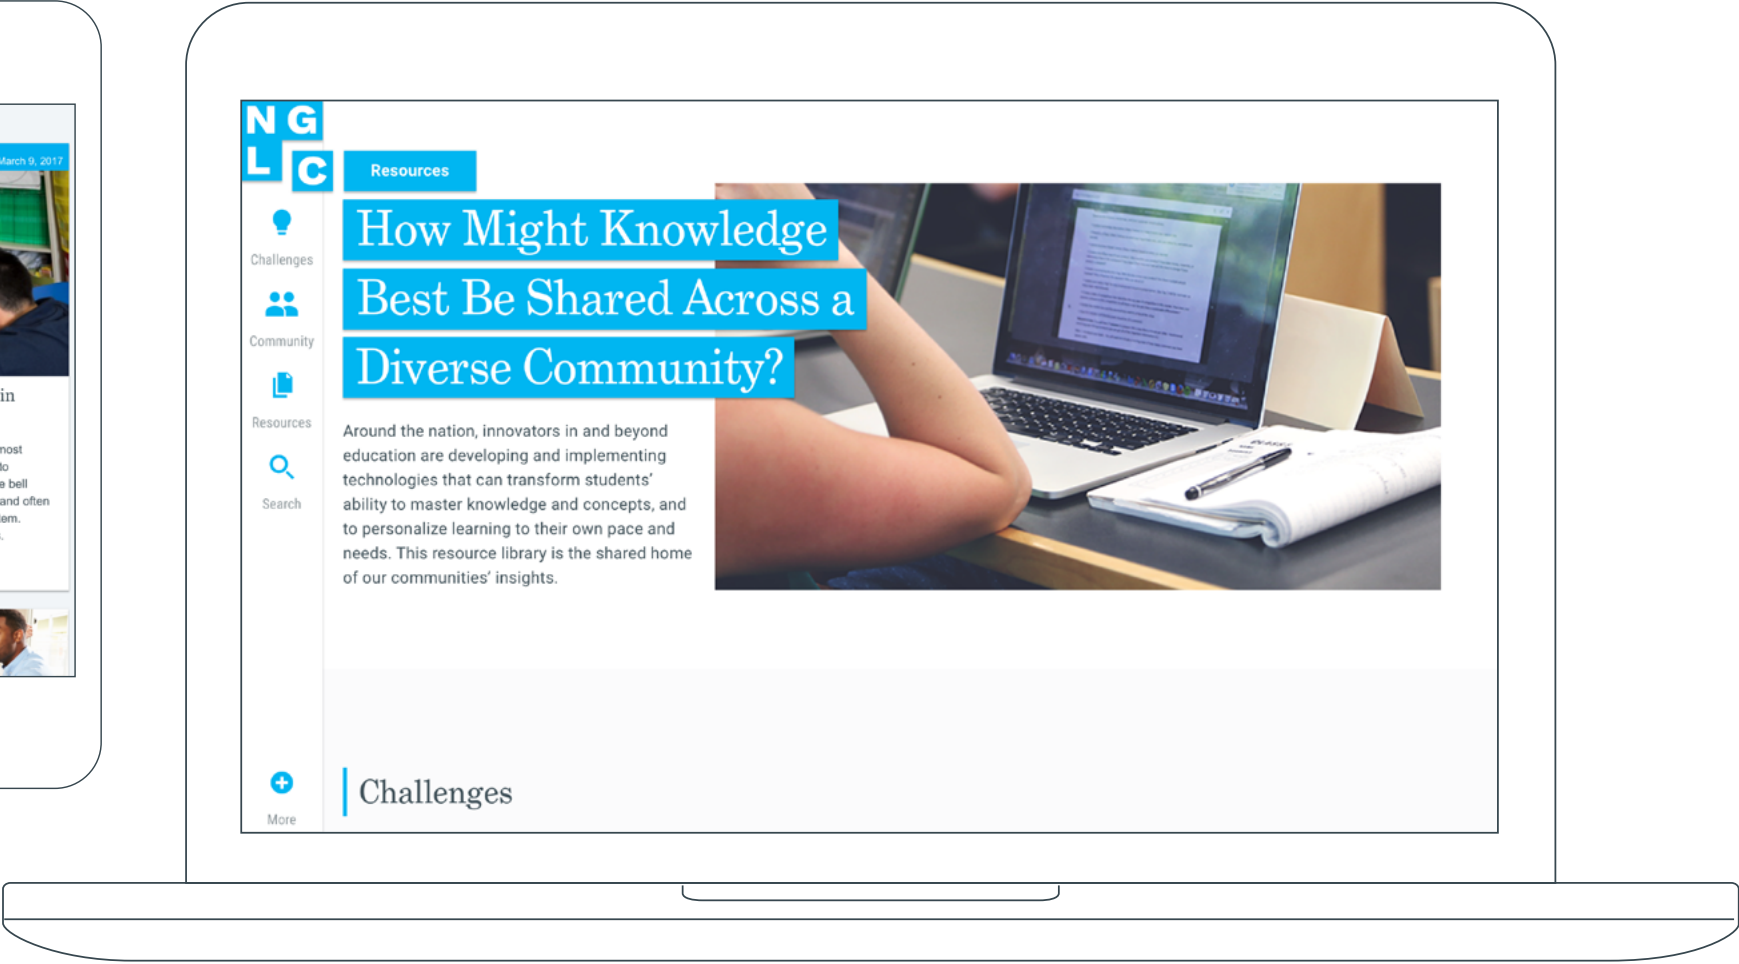 March 9, 2017
in
most
e bell
and often
NG
LC
Resources
How Might Knowledge
Best Be Shared Across a
Diverse Community?
Around the nation, innovators in and beyond
education are developing and implementing
technologies that can transform students’
ability to master knowledge and concepts, and
to personalize learning to their own pace and
needs. This resource library is the shared home
of our communities’ insights.
Challenges
Community
Resources
Search
More
Challenges